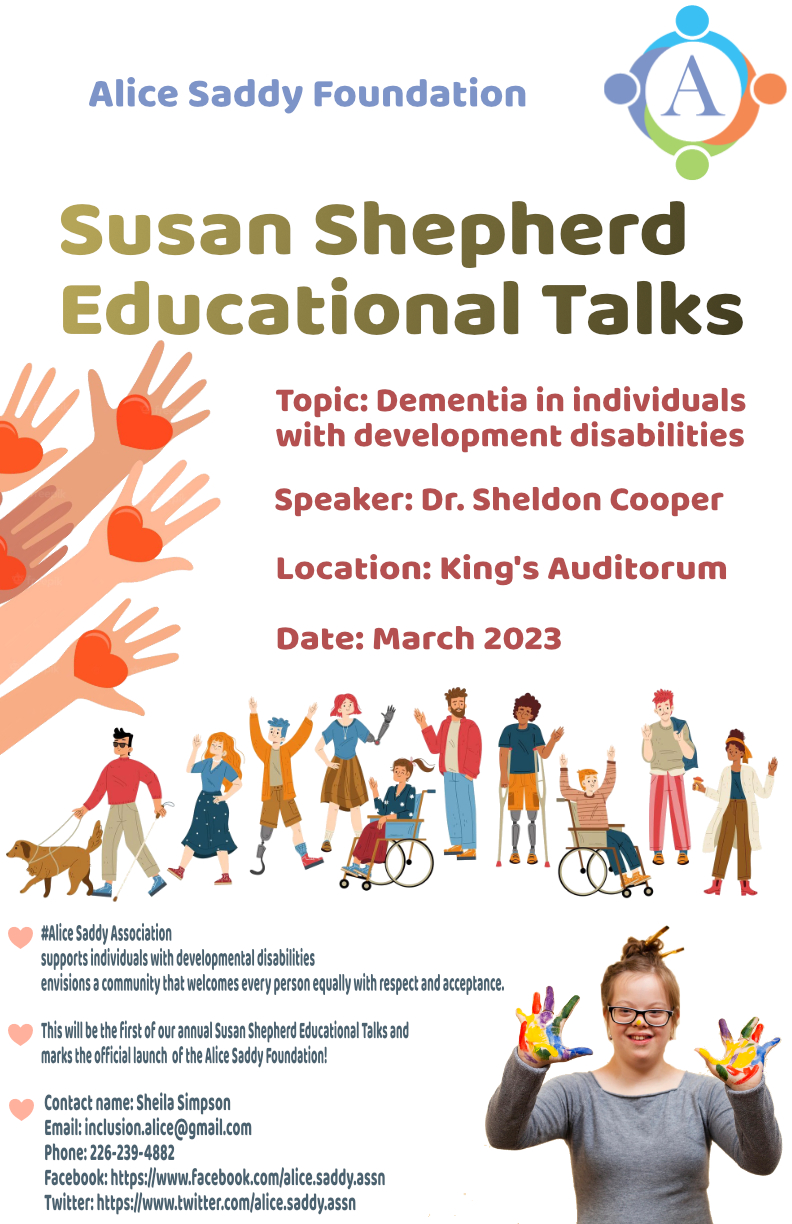 Alice Saddy Foundation
A
Susan Shepherd
Educational Talks
Topic: Dementia in individuals
with development disabilities
Speaker: Dr. Sheldon Cooper
Location: King's Auditorum
Date: March 2023
#Alice Saddy Association
supports individuals with developmental disabilities
envisions a community that welcomes every person equally with respect and acceptance.
This will be the first of our annual Susan Shepherd Educational Talks and
marks the official launch of the Alice Saddy Foundation!
Contact name: Sheila Simpson
Email: inclusion.alice@gmail.com
Phone: 226-239-4882
Facebook: https://www.facebook.com/alice.saddy.assn
Twitter: https://www.twitter.com/alice.saddy.assn